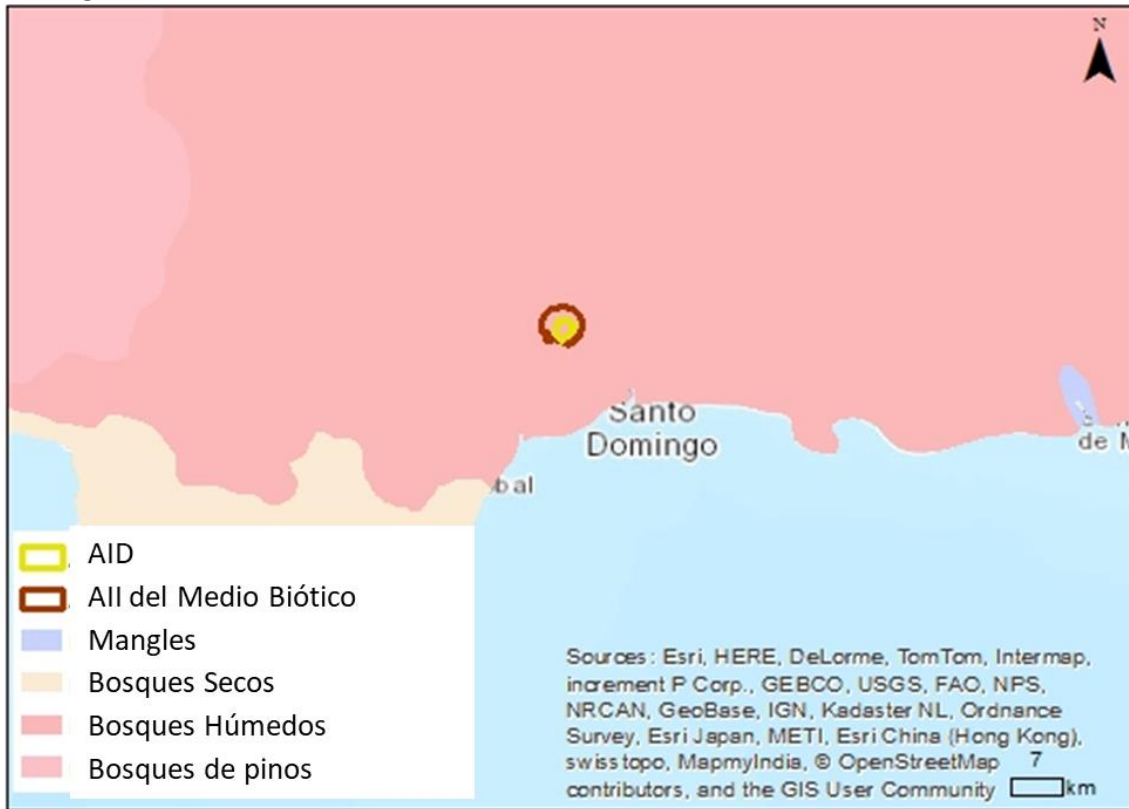 N
Santo
Domingo
de M
bal
AID
AII del Medio Biótico
Mangles
Bosques Secos
Bosques Húmedos
Bosques de pinos
Sources: Esri, HERE, DeLorme, TomTom, Intermap,
increment P Corp., GEBCO, USGS, FAO, NPS,
NRCAN, GeoBase, IGN, Kadaster NL, Ordnance
Survey, Esri Japan, METI, Esri China (Hong Kong),
swisstopo, MapmyIndia, © OpenStreetMap
contributors, and the GIS User Community
7
km